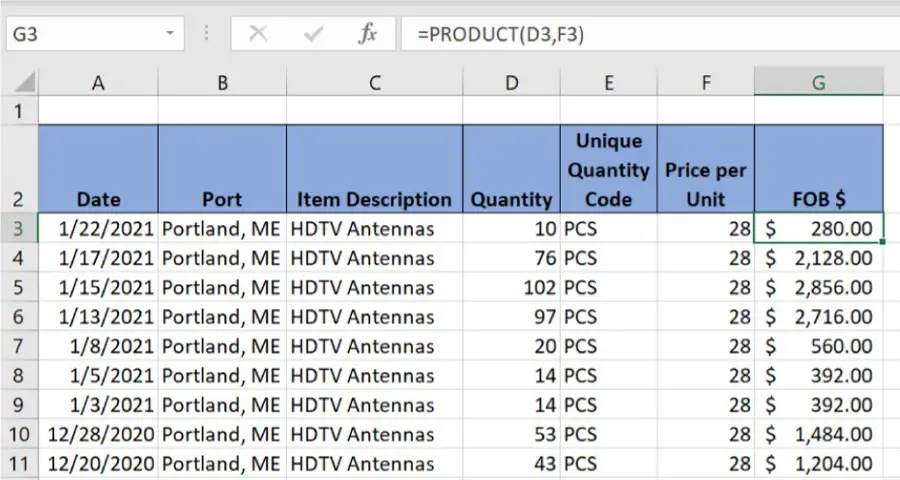 G3 fx =PRODUCT(D3,F3)
A B C D E F G
1
2 Date Port Item Description Quantity Unique Quantity Code Price per Unit FOB $
3 1/22/2021 Portland, ME HDTV Antennas 10 PCS 28 $ 280.00
4 1/17/2021 Portland, ME HDTV Antennas 76 PCS 28 $ 2,128.00
5 1/15/2021 Portland, ME HDTV Antennas 102 PCS 28 $ 2,856.00
6 1/13/2021 Portland, ME HDTV Antennas 97 PCS 28 $ 2,716.00
7 1/8/2021 Portland, ME HDTV Antennas 20 PCS 28 $ 560.00
8 1/5/2021 Portland, ME HDTV Antennas 14 PCS 28 $ 392.00
9 1/3/2021 Portland, ME HDTV Antennas 14 PCS 28 $ 392.00
10 12/28/2020 Portland, ME HDTV Antennas 53 PCS 28 $ 1,484.00
11 12/20/2020 Portland, ME HDTV Antennas 43 PCS 28 $ 1,204.00